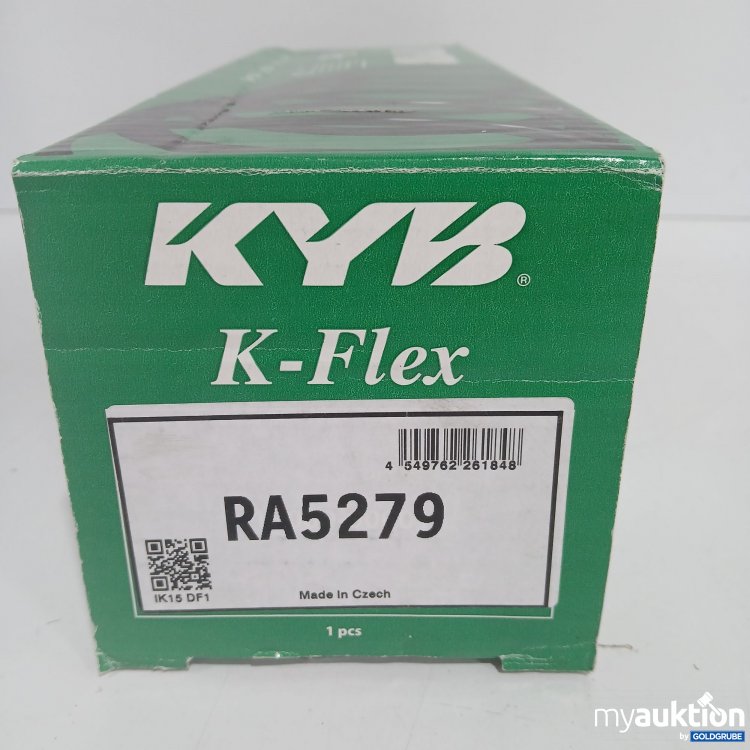 KYB®
K-Flex
4 549762 261848
RA5279
IK15 DF1
Made In Czech
1 pcs
myauktion
by GOLDGRUBE